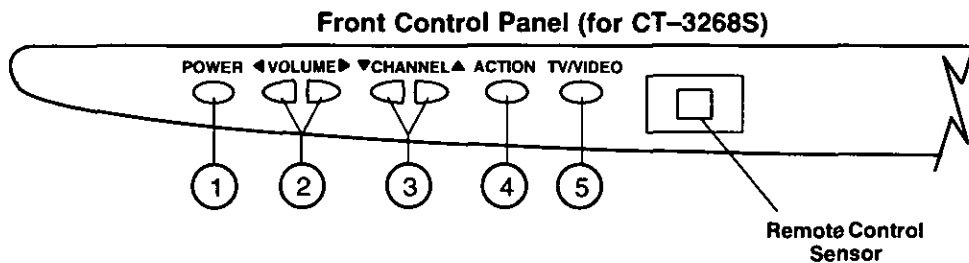 Front Control Panel (for CT–3268S)
POWER ◀VOLUME▶ ▼CHANNEL▲ ACTION TV/VIDEO
1 2 3 4 5
Remote Control
Sensor